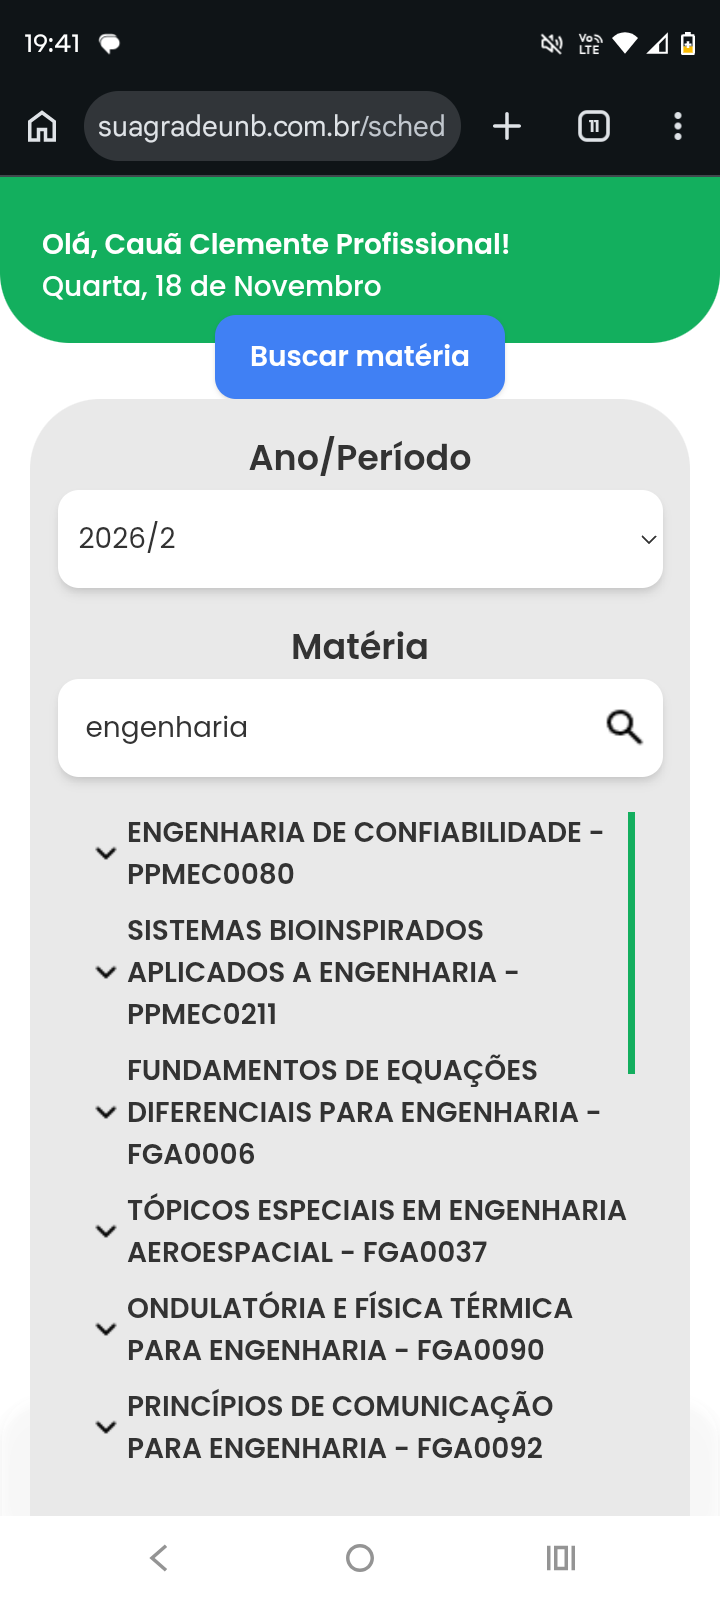 19:41
Vo LTE
suagradeunb.com.br/sched
11
Olá, Cauã Clemente Profissional!
Quarta, 18 de Novembro
Buscar matéria
Ano/Período
2026/2
Matéria
engenharia
ENGENHARIA DE CONFIABILIDADE -
PPMEC0080
SISTEMAS BIOINSPIRADOS
APLICADOS A ENGENHARIA -
PPMEC0211
FUNDAMENTOS DE EQUAÇÕES
DIFERENCIAIS PARA ENGENHARIA -
FGA0006
TÓPICOS ESPECIAIS EM ENGENHARIA
AEROESPACIAL - FGA0037
ONDULATÓRIA E FÍSICA TÉRMICA
PARA ENGENHARIA - FGA0090
PRINCÍPIOS DE COMUNICAÇÃO
PARA ENGENHARIA - FGA0092